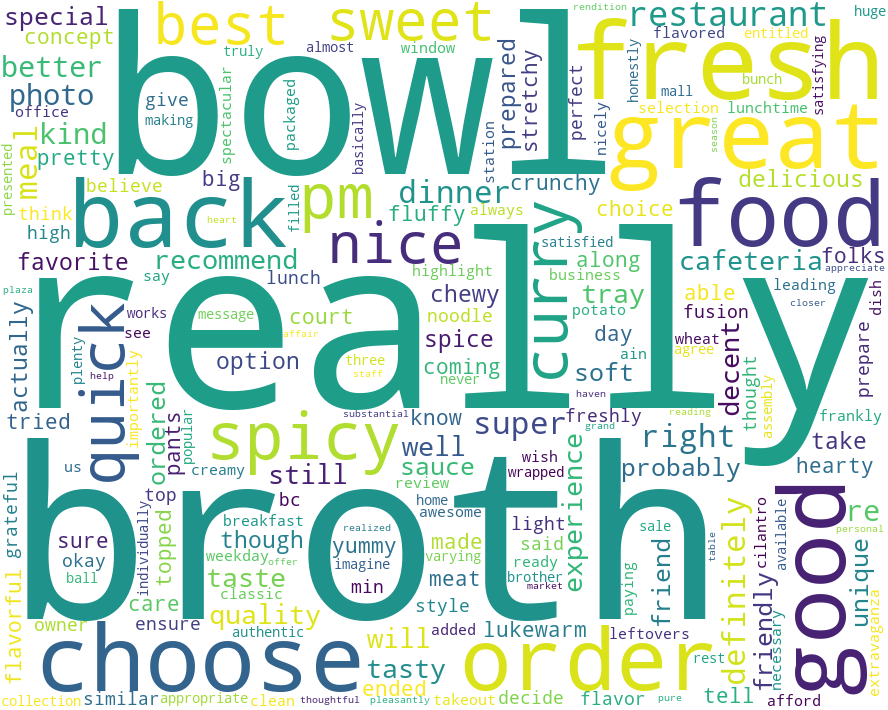 rendition
special
best
sweet
restaurant
huge
concept
bowl
truly
almost
window
fresh
flavored
entitled
better
photo
office
give
making
spectacular
packaged
basically
station
prepared
stretchy
perfect
nicely
honestly
mall
bunch
satisfying
selection
lunchtime
kind
pretty
meal
presented
great
season
believe
big
pm
dinner
crunchy
delicious
think
high
back
heart
filled
fluffy
always
choice
food
favorite
recommend
nice
curry
satisfied
along
cafeteria
folks
appreciate
say
lunch
highlight
chewy
business
tray
potato
able
leading
dish
plaza
really
works
see
message
affair
court
noodle
spice
day
fusion
closer
actually
quick
option
three
staff
coming
never
ain
wheat
agree
decent
prepare
plenty
help
importantly
soft
haven
reading
thought
assembly
tried
ordered
pants
popular
spicy
substantial
know
super
freshly
grand
frankly
us
creamy
still
well
sauce
review
wish
wrapped
right
probably
take
hearty
grateful
individually
top
bc
home
awesome
light
experience
sale
definitely
cilantro
available
good
re
personal
sure
okay
ball
broth
topped
though
breakfast
weekday
offer
realized
yummy
imagine
min
made
varying
said
ready
brother
market
paying
friend
table
unique
flavorful
care
taste
classic
quality
meat
style
owner
ensure
authentic
will
added
lukewarm
leftovers
rest
friendly
necessary
extravaganza
choose
tasty
order
ended
decide
tell
afford
collection
similar
appropriate
clean
thoughtful
pleasantly
takeout
flavor
pure